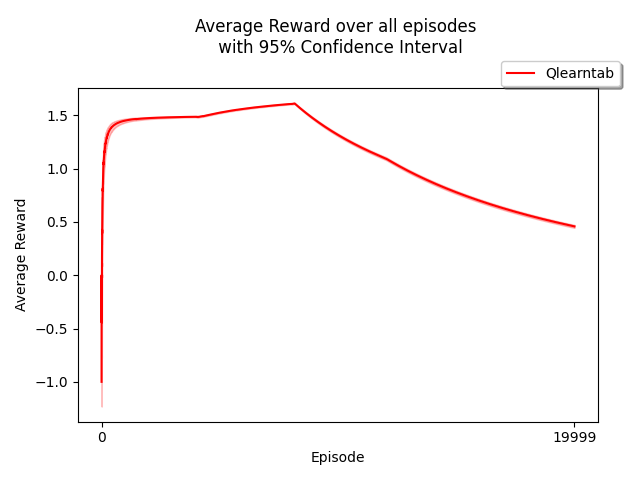 Average Reward over all episodes
with 95% Confidence Interval
Qlearntab
1.5
1.0
0.5
0.0
−0.5
−1.0
Average Reward
0
19999
Episode